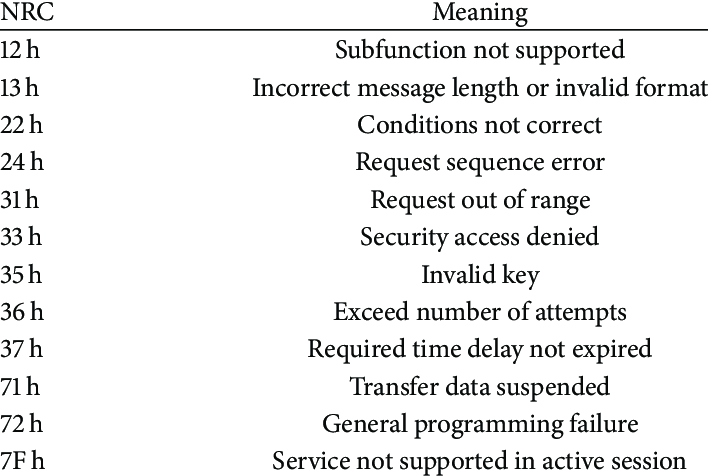 NRC Meaning
12 h Subfunction not supported
13 h Incorrect message length or invalid format
22 h Conditions not correct
24 h Request sequence error
31 h Request out of range
33 h Security access denied
35 h Invalid key
36 h Exceed number of attempts
37 h Required time delay not expired
71 h Transfer data suspended
72 h General programming failure
7F h Service not supported in active session